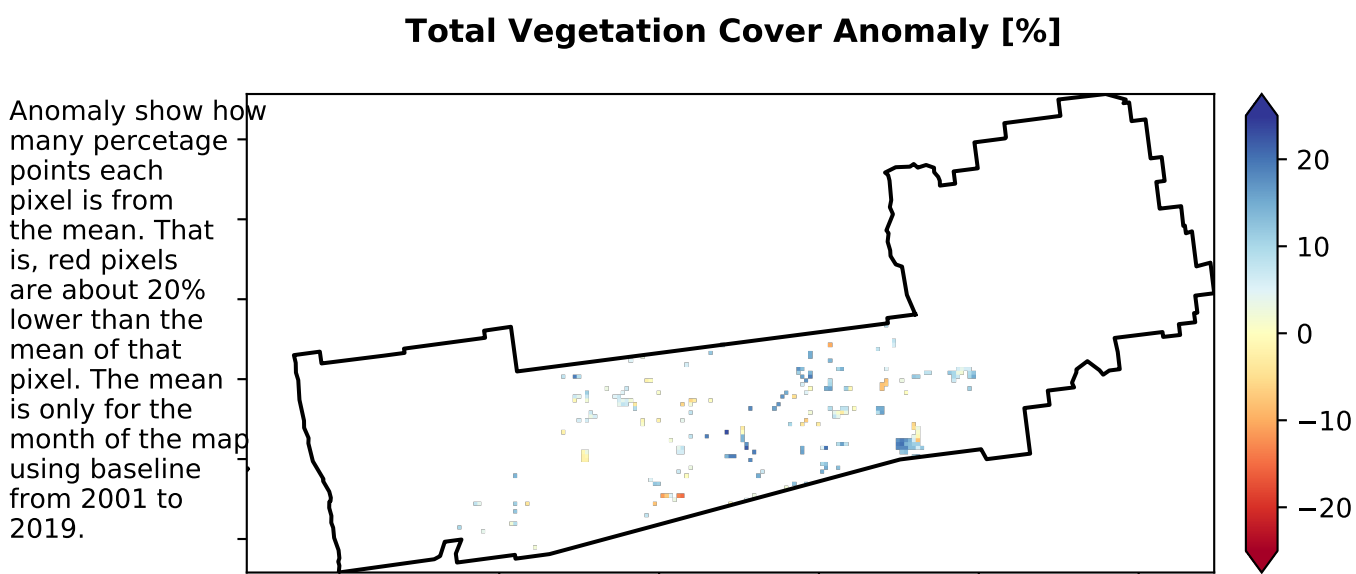 Total Vegetation Cover Anomaly [%]
Anomaly show how
many percetage
points each
pixel is from
the mean. That
is, red pixels
are about 20%
lower than the
mean of that
pixel. The mean
is only for the
month of the map
using baseline
from 2001 to
2019.
20
10
0
−10
−20